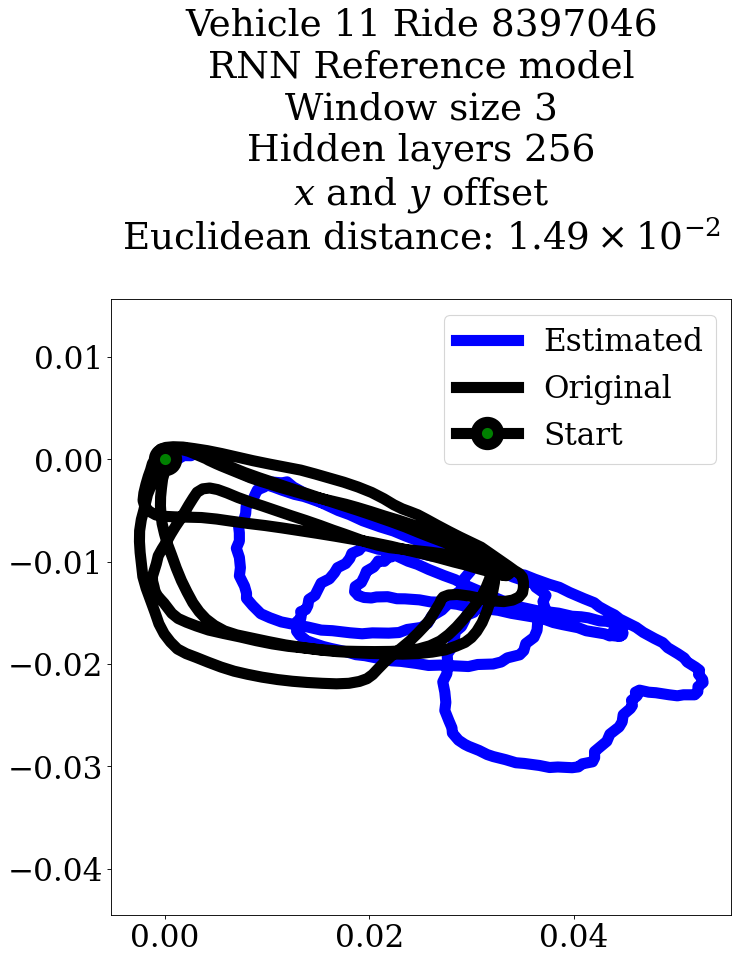 Vehicle 11 Ride 8397046
RNN Reference model
Window size 3
Hidden layers 256
x and y offset
Euclidean distance: 1.49 × 10⁻²
Estimated
Original
Start
0.01
0.00
−0.01
−0.02
−0.03
−0.04
0.00 0.02 0.04